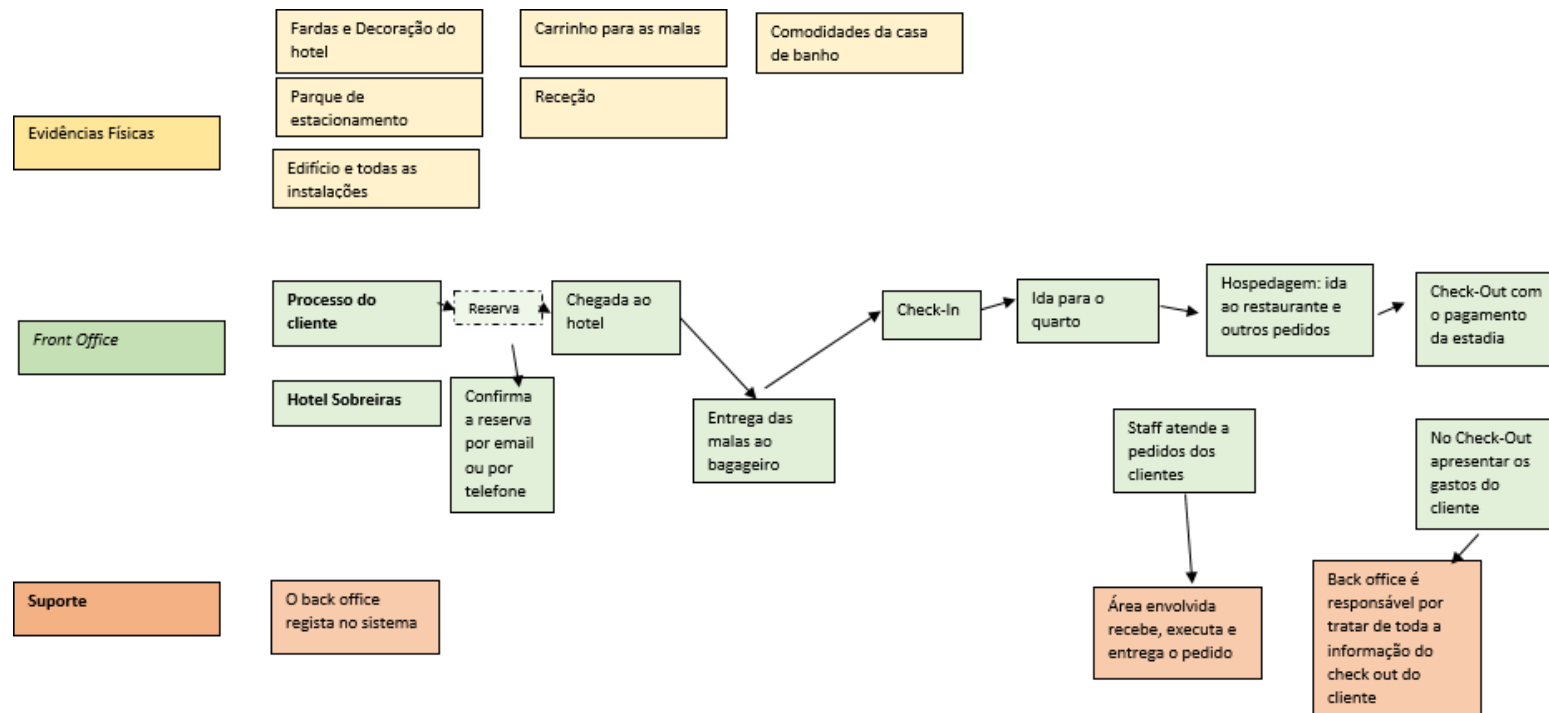 Fardas e Decoração do
hotel
Carrinho para as malas
Comodidades da casa
de banho
Parque de
estacionamento
Receção
Evidências Físicas
Edifício e todas as
instalações
Processo do
cliente
Reserva
Chegada ao
hotel
Check-In
Ida para o
quarto
Hospedagem: ida
ao restaurante e
outros pedidos
Check-Out com
o pagamento
da estadia
Front Office
Hotel Sobreiras
Confirma
a reserva
por email
ou por
telefone
Entrega das
malas ao
bagageiro
Staff atende a
pedidos dos
clientes
No Check-Out
apresentar os
gastos do
cliente
Suporte
O back office
regista no sistema
Área envolvida
recebe, executa e
entrega o pedido
Back office é
responsável por
tratar de toda a
informação do
check out do
cliente